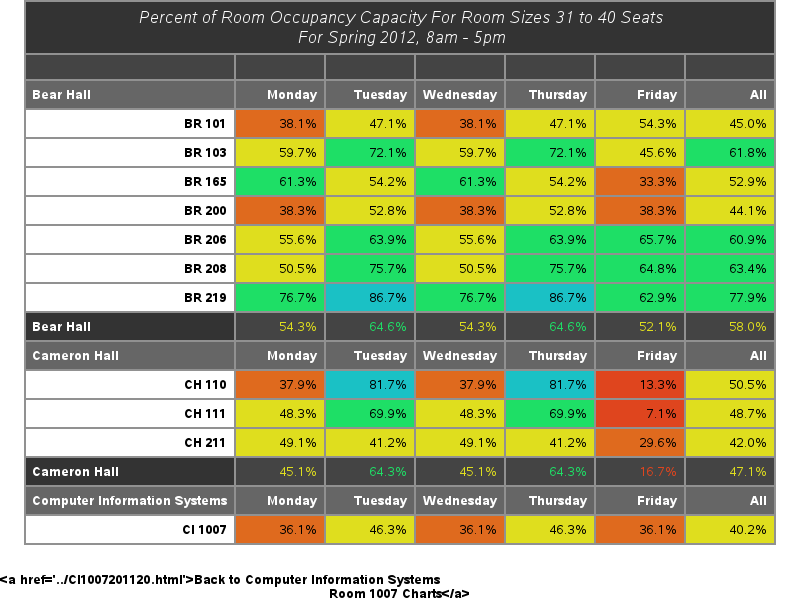 Percent of Room Occupancy Capacity For Room Sizes 31 to 40 Seats
For Spring 2012, 8am - 5pm
Bear Hall Monday Tuesday Wednesday Thursday Friday All
BR 101 38.1% 47.1% 38.1% 47.1% 54.3% 45.0%
BR 103 59.7% 72.1% 59.7% 72.1% 45.6% 61.8%
BR 165 61.3% 54.2% 61.3% 54.2% 33.3% 52.9%
BR 200 38.3% 52.8% 38.3% 52.8% 38.3% 44.1%
BR 206 55.6% 63.9% 55.6% 63.9% 65.7% 60.9%
BR 208 50.5% 75.7% 50.5% 75.7% 64.8% 63.4%
BR 219 76.7% 86.7% 76.7% 86.7% 62.9% 77.9%
Bear Hall 54.3% 64.6% 54.3% 64.6% 52.1% 58.0%
Cameron Hall Monday Tuesday Wednesday Thursday Friday All
CH 110 37.9% 81.7% 37.9% 81.7% 13.3% 50.5%
CH 111 48.3% 69.9% 48.3% 69.9% 7.1% 48.7%
CH 211 49.1% 41.2% 49.1% 41.2% 29.6% 42.0%
Cameron Hall 45.1% 64.3% 45.1% 64.3% 16.7% 47.1%
Computer Information Systems Monday Tuesday Wednesday Thursday Friday All
CI 1007 36.1% 46.3% 36.1% 46.3% 36.1% 40.2%
<a href='../CI1007201120.html'>Back to Computer Information Systems
Room 1007 Charts</a>